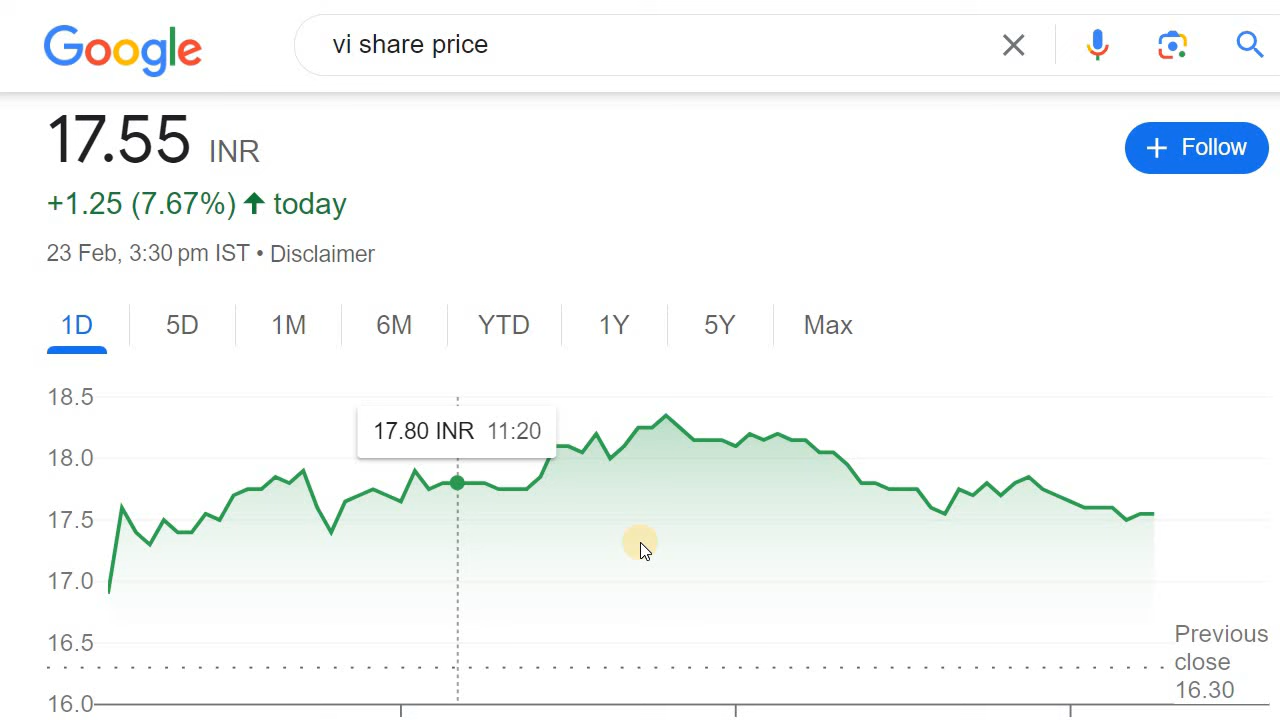 Google
vi share price
17.55 INR
+ Follow
+1.25 (7.67%) ↑ today
23 Feb, 3:30 pm IST • Disclaimer
1D 5D 1M 6M YTD 1Y 5Y Max
18.5
17.80 INR 11:20
18.0
17.5
17.0
16.5
Previous
close
16.30
16.0